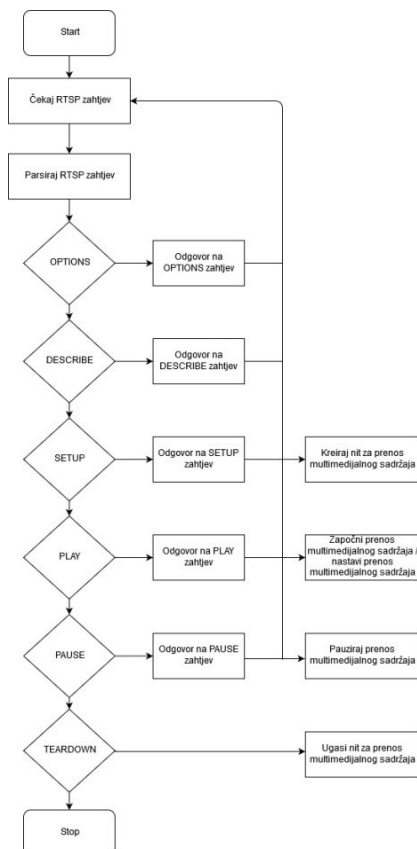 Start
Čekaj RTSP zahtjev
Parsiraj RTSP zahtjev
OPTIONS
Odgovor na
OPTIONS zahtjev
DESCRIBE
Odgovor na
DESCRIBE zahtjev
SETUP
Odgovor na SETUP
zahtjev
Kreiraj nit za prenos
multimedijalnog sadržaja
PLAY
Odgovor na PLAY
zahtjev
Započni prenos
multimedijalnog sadržaja /
nastavi prenos
multimedijalnog sadržaja
PAUSE
Odgovor na PAUSE
zahtjev
Pauziraj prenos
multimedijalnog sadržaja
TEARDOWN
Ugasi nit za prenos
multimedijalnog sadržaja
Stop